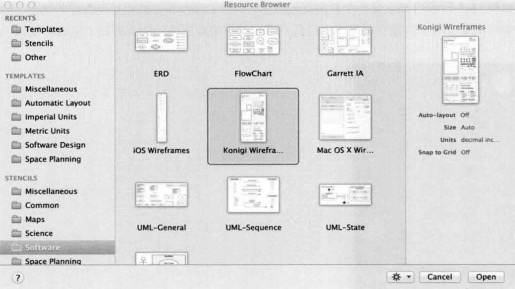 Resource Browser
RECENTS
Templates
Stencils
Other
TEMPLATES
Miscellaneous
Automatic Layout
Imperial Units
Metric Units
Software Design
Space Planning
STENCILS
Miscellaneous
Common
Maps
Science
Software
Space Planning
ERD
FlowChart
Garrett IA
iOS Wireframes
Konigi Wirefra...
Mac OS X Wir...
UML-General
UML-Sequence
UML-State
Konigi Wireframes
Auto-layout Off
Size Auto
Units decimal inc...
Snap to Grid Off
?
Cancel
Open